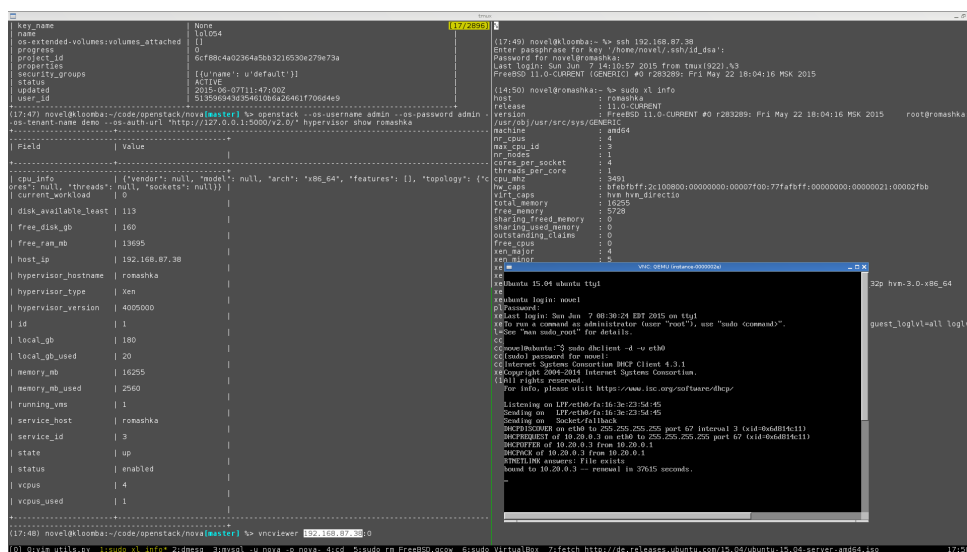 tmux
| key_name | None [17/2896]
| name | lol054 |
| os-extended-volumes:volumes_attached | [] |
| progress | 0 |
| project_id | 6cf88c4a02364a5bb3216530e279e73a |
| properties | |
| security_groups | [{u'name': u'default'}] |
| status | ACTIVE |
| updated | 2015-06-07T11:47:00Z |
| user_id | 513596943d354610b6a26461f706d4e9 |
(17:47) novel@kloomba:~/code/openstack/nova[master] %> openstack --os-username admin --os-password admin -
-os-tenant-name demo --os-auth-url "http://127.0.0.1:5000/v2.0/" hypervisor show romashka
| Field | Value
| cpu_info | {"vendor": null, "model": null, "arch": "x86_64", "features": [], "topology": {"c
ores": null, "threads": null, "sockets": null}} |
| current_workload | 0
| disk_available_least | 113
| free_disk_gb | 160
| free_ram_mb | 13695
| host_ip | 192.168.87.38
| hypervisor_hostname | romashka
| hypervisor_type | Xen
| hypervisor_version | 4005000
| id | 1
| local_gb | 180
| local_gb_used | 20
| memory_mb | 16255
| memory_mb_used | 2560
| running_vms | 1
| service_host | romashka
| service_id | 3
| state | up
| status | enabled
| vcpus | 4
| vcpus_used | 1
(17:48) novel@kloomba:~/code/openstack/nova[master] %> vncviewer 192.168.87.38:0
%
(17:49) novel@kloomba:~ %> ssh 192.168.87.38
Enter passphrase for key '/home/novel/.ssh/id_dsa':
Password for novel@romashka:
Last login: Sun Jun 7 14:10:57 2015 from tmux(922).%3
FreeBSD 11.0-CURRENT (GENERIC) #0 r283289: Fri May 22 18:04:16 MSK 2015
(14:50) novel@romashka:~ %> sudo xl info
host : romashka
release : 11.0-CURRENT
version : FreeBSD 11.0-CURRENT #0 r283289: Fri May 22 18:04:16 MSK 2015 root@romashka
/usr/obj/usr/src/sys/GENERIC
machine : amd64
nr_cpus : 4
max_cpu_id : 3
nr_nodes : 1
cores_per_socket : 4
threads_per_core : 1
cpu_mhz : 3491
hw_caps : bfebfbff:2c100800:00000000:00007f00:77fafbff:00000000:00000021:00002fbb
virt_caps : hvm hvm_directio
total_memory : 16255
free_memory : 5728
sharing_freed_memory : 0
sharing_used_memory : 0
outstanding_claims : 0
free_cpus : 0
xen_major : 4
xen_minor : 5
32p hvm-3.0-x86_64
VNC: QEMU (instance-0000002a)
Ubuntu 15.04 ubuntu tty1
ubuntu login: novel
Password:
Last login: Sun Jun 7 08:30:24 EDT 2015 on tty1
To run a command as administrator (user "root"), use "sudo <command>".
See "man sudo_root" for details.
novel@ubuntu:~$ sudo dhclient -d -v eth0
[sudo] password for novel:
Internet Systems Consortium DHCP Client 4.3.1
Copyright 2004-2014 Internet Systems Consortium.
All rights reserved.
For info, please visit https://www.isc.org/software/dhcp/
Listening on LPF/eth0/fa:16:3e:23:5d:45
Sending on LPF/eth0/fa:16:3e:23:5d:45
Sending on Socket/fallback
DHCPDISCOVER on eth0 to 255.255.255.255 port 67 interval 3 (xid=0x6d814c11)
DHCPREQUEST of 10.20.0.3 on eth0 to 255.255.255.255 port 67 (xid=0x6d814c11)
DHCPOFFER of 10.20.0.3 from 10.20.0.1
DHCPACK of 10.20.0.3 from 10.20.0.1
RTNETLINK answers: File exists
bound to 10.20.0.3 -- renewal in 37615 seconds.
[0] 0:vim utils.py 1:sudo xl info* 2:dmesg 3:mysql -u nova -p nova- 4:cd 5:sudo rm FreeBSD.qcow 6:sudo VirtualBox 7:fetch http://de.releases.ubuntu.com/15.04/ubuntu-15.04-server-amd64.iso 17:50